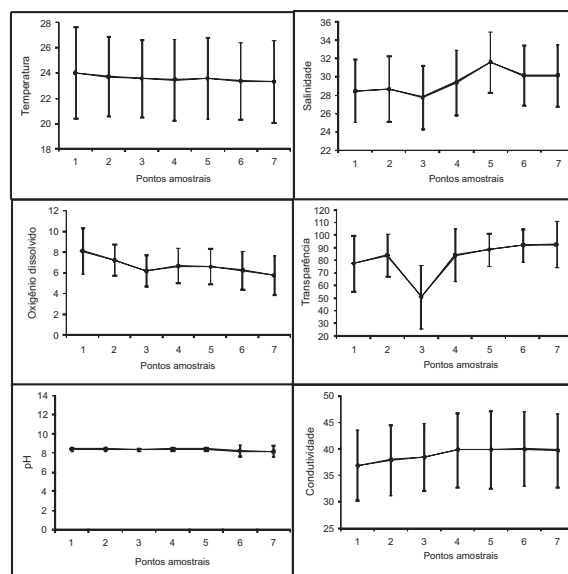 Temperatura
28
26
24
22
20
18
1 2 3 4 5 6 7
Pontos amostrais
Salinidade
36
34
32
30
28
26
24
22
1 2 3 4 5 6 7
Pontos amostrais
Oxigênio dissolvido
12
10
8
6
4
2
0
1 2 3 4 5 6 7
Pontos amostrais
Transparência
120
110
100
90
80
70
60
50
40
30
20
1 2 3 4 5 6 7
Pontos amostrais
pH
14
12
10
8
6
4
2
0
1 2 3 4 5 6 7
Pontos amostrais
Condutividade
50
45
40
35
30
25
1 2 3 4 5 6 7
Pontos amostrais